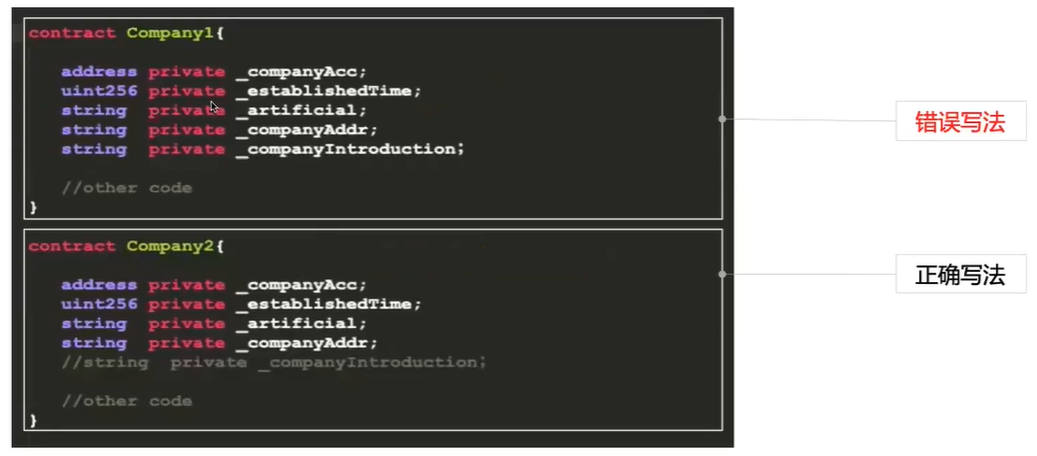 contract Company1{
address private _companyAcc;
uint256 private _establishedTime;
string private _artificial;
string private _companyAddr;
string private _companyIntroduction;
//other code
}
错误写法
contract Company2{
address private _companyAcc;
uint256 private _establishedTime;
string private _artificial;
string private _companyAddr;
//string private _companyIntroduction;
//other code
}
正确写法